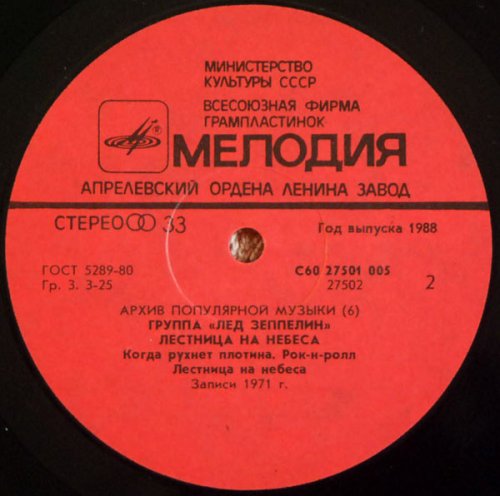 МИНИСТЕРСТВО
КУЛЬТУРЫ СССР
ВСЕСОЮЗНАЯ ФИРМА
ГРАМПЛАСТИНОК
МЕЛОДИЯ
АПРЕЛЕВСКИЙ ОРДЕНА ЛЕНИНА ЗАВОД
СТЕРЕО 33
Год выпуска 1988
ГОСТ 5289-80
Гр. 3. 3-25
С60 27501 005
27502
2
АРХИВ ПОПУЛЯРНОЙ МУЗЫКИ (6)
ГРУППА «ЛЕД ЗЕППЕЛИН»
ЛЕСТНИЦА НА НЕБЕСА
Когда рухнет плотина. Рок-н-ролл
Лестница на небеса
Записи 1971 г.